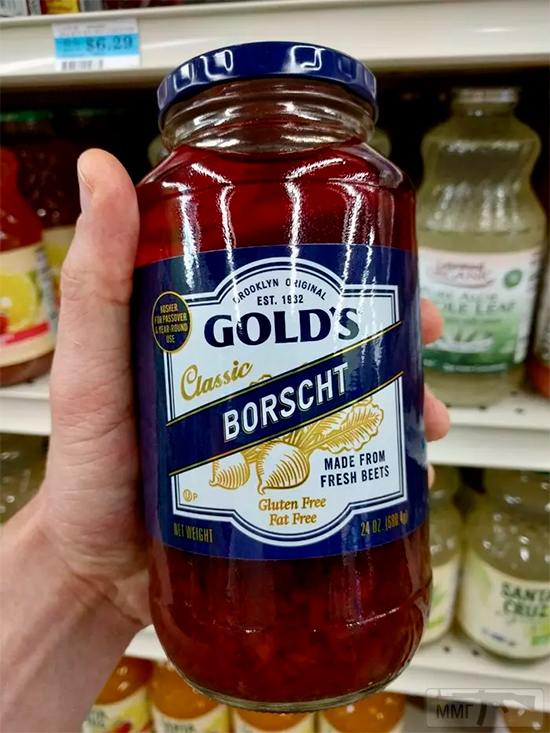 $6.29
BROOKLYN ORIGINAL
EST. 1932
GOLD'S
KOSHER
FOR PASSOVER
& YEAR-ROUND
USE
Classic
BORSCHT
MADE FROM
FRESH BEETS
U P
Gluten Free
Fat Free
NET WEIGHT
24 OZ.
ORGANIC
SANTA
CRUZ
ММГ